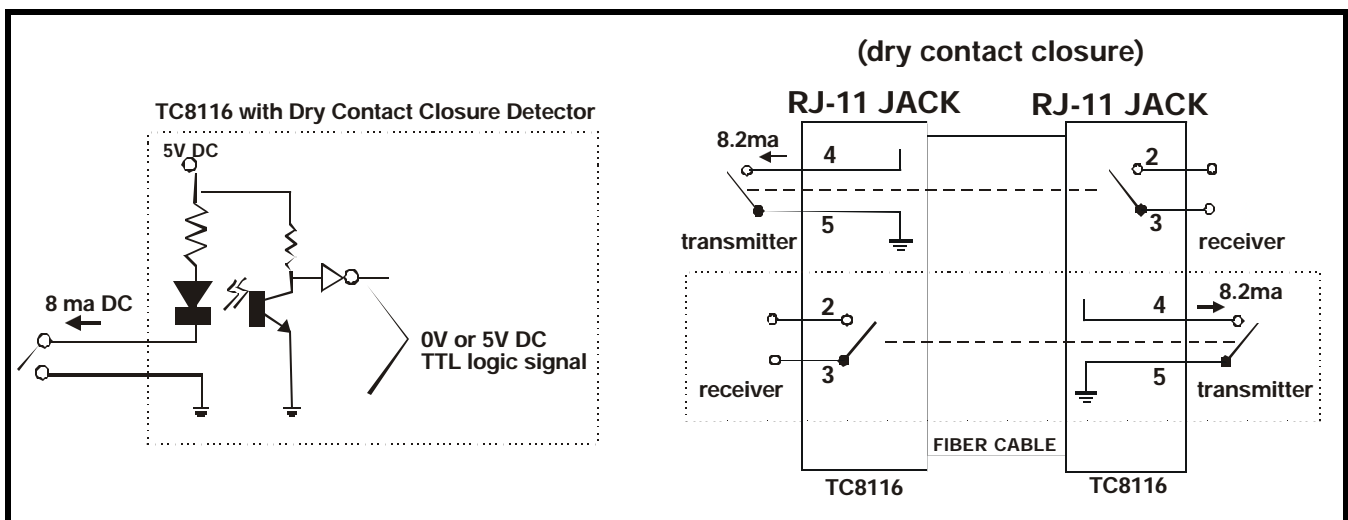 TC8116 with Dry Contact Closure Detector
5V DC
8 ma DC
0V or 5V DC
TTL logic signal
(dry contact closure)
RJ-11 JACK
RJ-11 JACK
8.2ma
4
5
transmitter
2
3
receiver
2
3
receiver
4
8.2ma
5
transmitter
FIBER CABLE
TC8116
TC8116